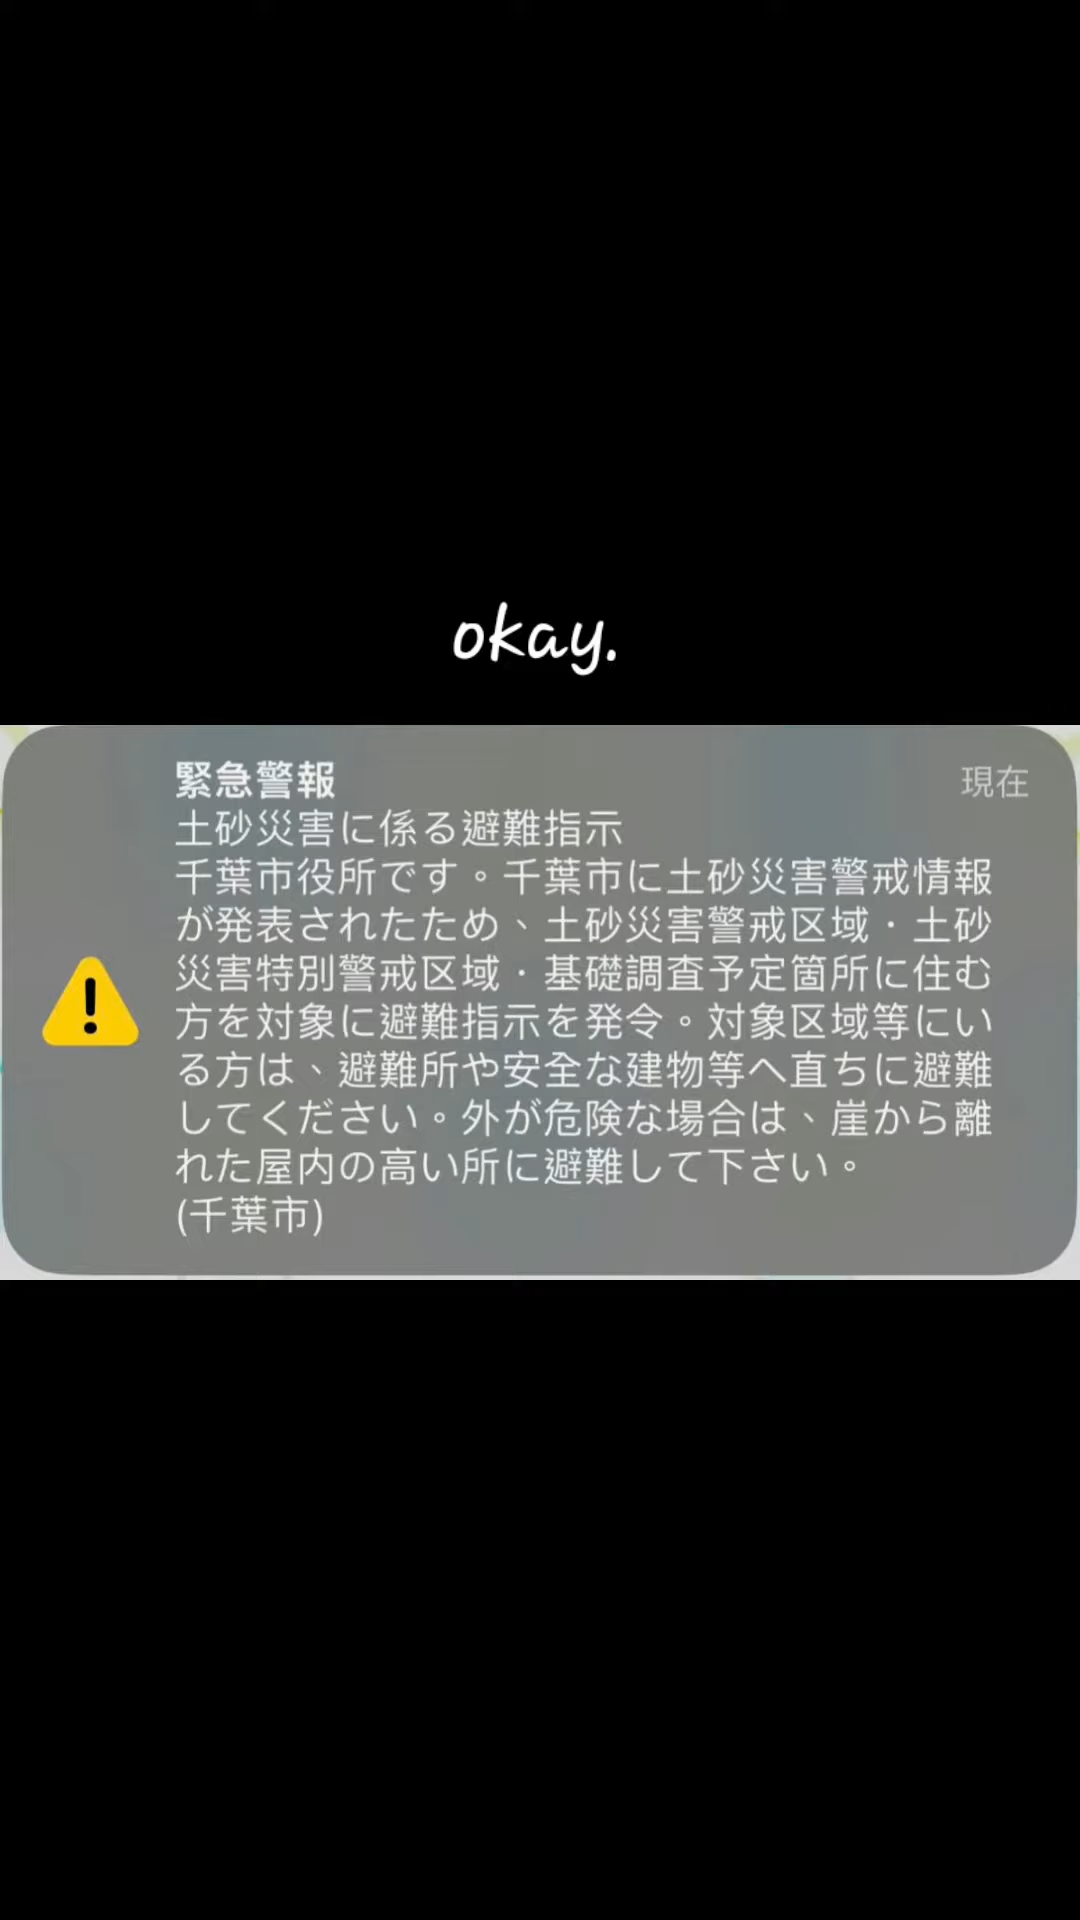 okay.
緊急警報
現在
土砂災害に係る避難指示
千葉市役所です。千葉市に土砂災害警戒情報
が発表されたため、土砂災害警戒区域・土砂
災害特別警戒区域・基礎調査予定箇所に住む
方を対象に避難指示を発令。対象区域等にい
る方は、避難所や安全な建物等へ直ちに避難
してください。外が危険な場合は、崖から離
れた屋内の高い所に避難して下さい。
(千葉市)